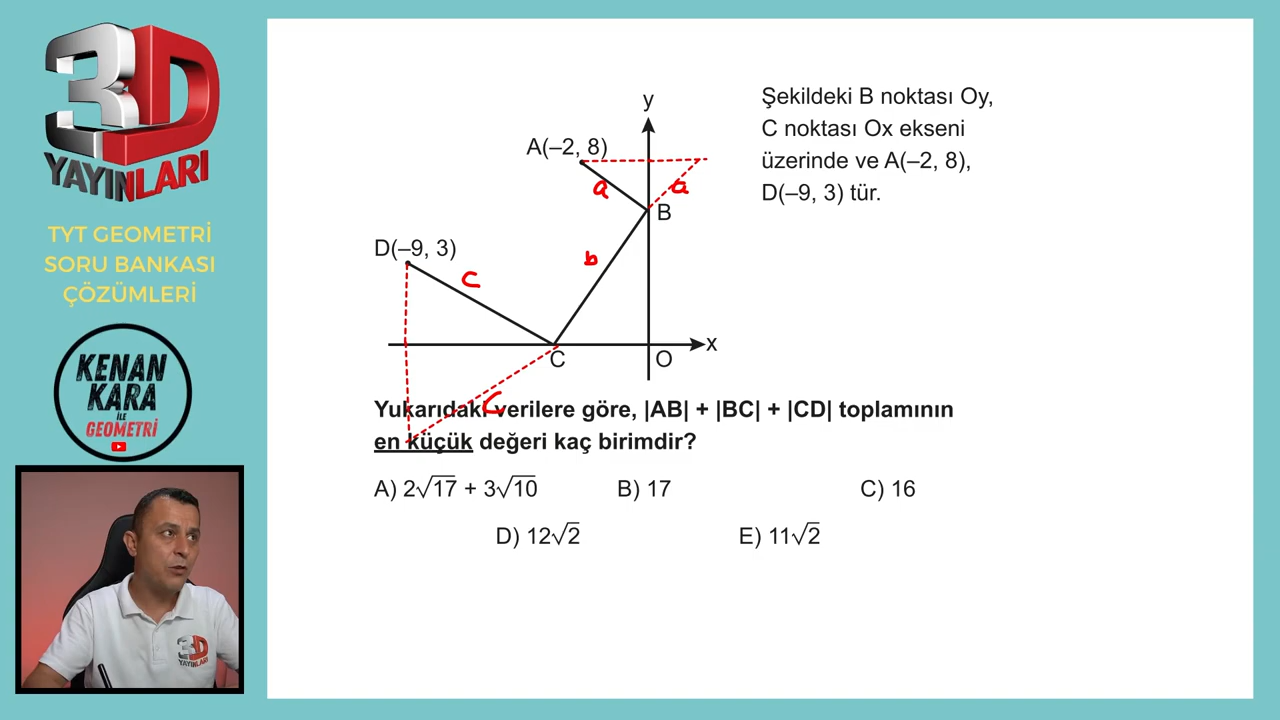 3D
YAYINLARI
TYT GEOMETRİ
SORU BANKASI
ÇÖZÜMLERİ
KENAN
KARA
İLE
GEOMETRİ
3D
YAYINLARI
y
A(–2, 8)
a
a
B
D(–9, 3)
b
C
x
C
O
C
Şekildeki B noktası Oy,
C noktası Ox ekseni
üzerinde ve A(–2, 8),
D(–9, 3) tür.
Yukarıdaki verilere göre, |AB| + |BC| + |CD| toplamının
en küçük değeri kaç birimdir?
A) 2√17 + 3√10 B) 17 C) 16
D) 12√2 E) 11√2